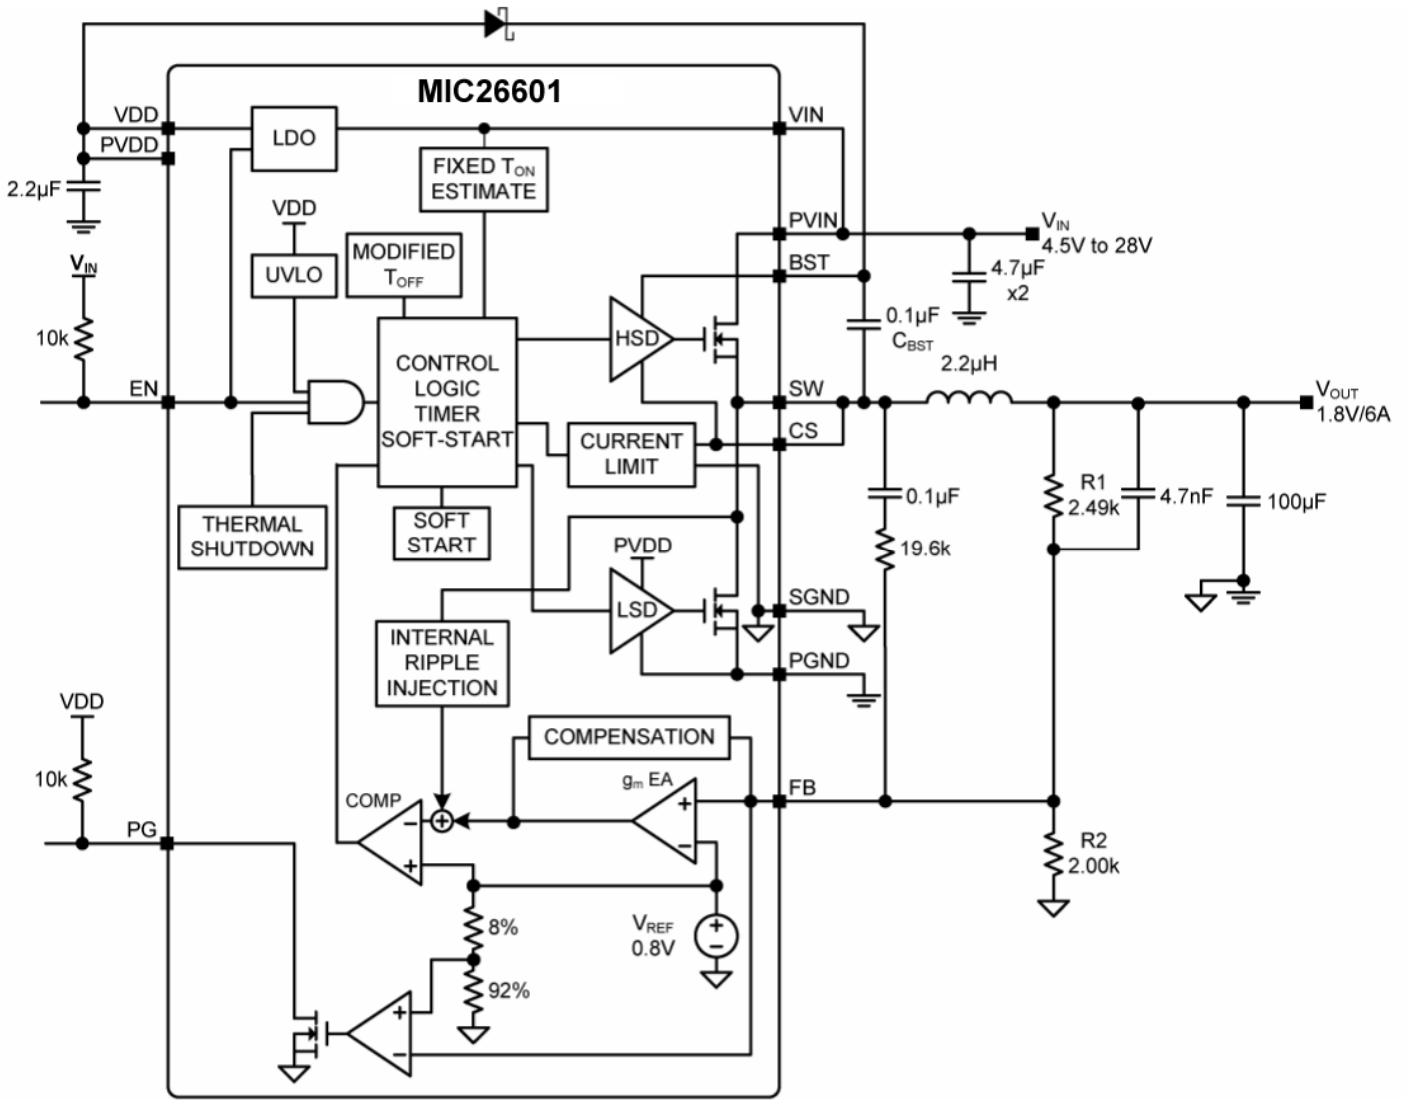 MIC26601
VDD
PVDD
LDO
VIN
2.2µF
FIXED TON
ESTIMATE
VDD
MODIFIED
TOFF
UVLO
VIN
10k
EN
PVIN
VIN
4.5V to 28V
BST
4.7µF
x2
0.1µF
CBST
2.2µH
HSD
CONTROL
LOGIC
TIMER
SOFT-START
SW
CS
VOUT
1.8V/6A
CURRENT
LIMIT
R1
2.49k
4.7nF
100µF
0.1µF
19.6k
THERMAL
SHUTDOWN
SOFT
START
PVDD
LSD
SGND
PGND
INTERNAL
RIPPLE
INJECTION
VDD
10k
PG
COMPENSATION
gm EA
+
−
FB
COMP
−
+
+
R2
2.00k
8%
92%
VREF
0.8V
+
−
+
−